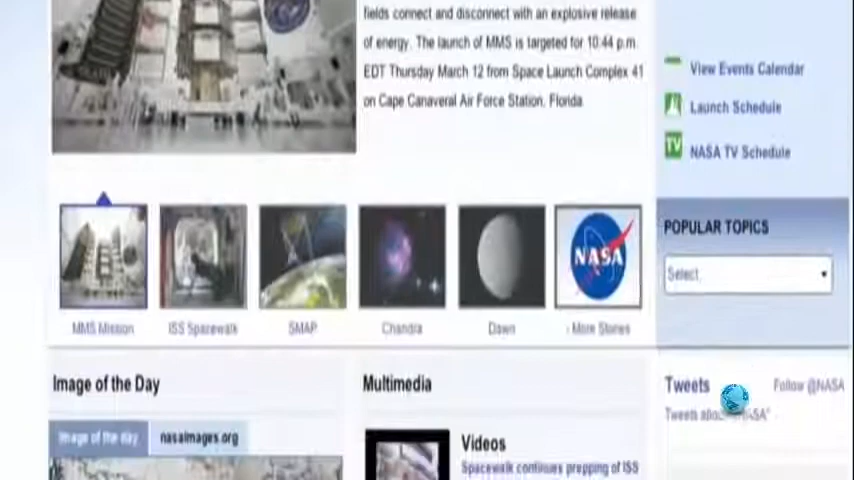 fields connect and disconnect with an explosive release
of energy. The launch of MMS is targeted for 10:44 p.m.
EDT Thursday March 12 from Space Launch Complex 41
on Cape Canaveral Air Force Station, Florida.
View Events Calendar
Launch Schedule
TV
NASA TV Schedule
POPULAR TOPICS
Select
NASA
MMS Mission
ISS Spacewalk
SMAP
Chandra
Dawn
› More Stories
Image of the Day
Multimedia
Tweets
Follow @NASA
Tweets
Image of the day
nasaimages.org
Videos
Spacewalk continues prepping of ISS